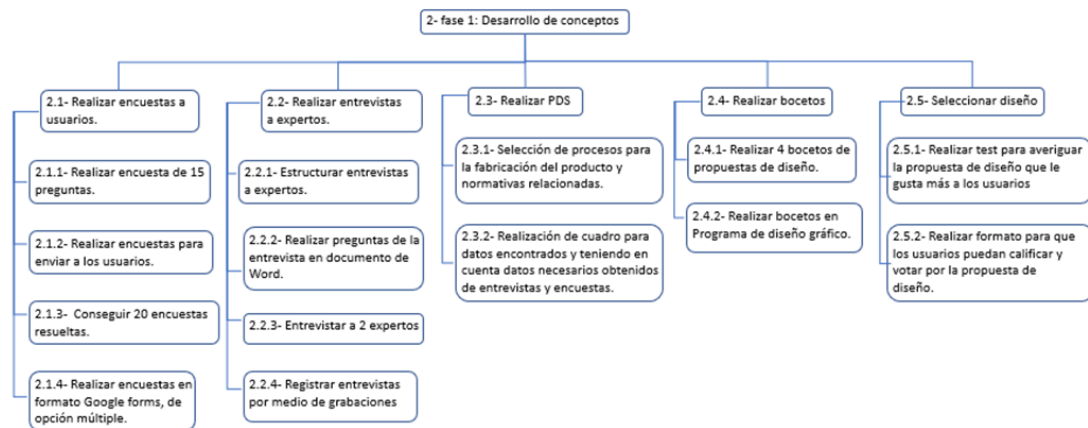 2- fase 1: Desarrollo de conceptos
2.1- Realizar encuestas a
usuarios.
2.1.1- Realizar encuesta de 15
preguntas.
2.1.2- Realizar encuestas para
enviar a los usuarios.
2.1.3-  Conseguir 20 encuestas
resueltas.
2.1.4- Realizar encuestas en
formato Google forms, de
opción múltiple.
2.2- Realizar entrevistas
a expertos.
2.2.1- Estructurar entrevistas
a expertos.
2.2.2- Realizar preguntas de la
entrevista en documento de
Word.
2.2.3- Entrevistar a 2 expertos
2.2.4- Registrar entrevistas
por medio de grabaciones
2.3- Realizar PDS
2.3.1- Selección de procesos para
la fabricación del producto y
normativas relacionadas.
2.3.2- Realización de cuadro para
datos encontrados y teniendo en
cuenta datos necesarios obtenidos
de entrevistas y encuestas.
2.4- Realizar bocetos
2.4.1- Realizar 4 bocetos de
propuestas de diseño.
2.4.2- Realizar bocetos en
Programa de diseño gráfico.
2.5- Seleccionar diseño
2.5.1- Realizar test para averiguar
la propuesta de diseño que le
gusta más a los usuarios
2.5.2- Realizar formato para que
los usuarios puedan calificar y
votar por la propuesta de
diseño.